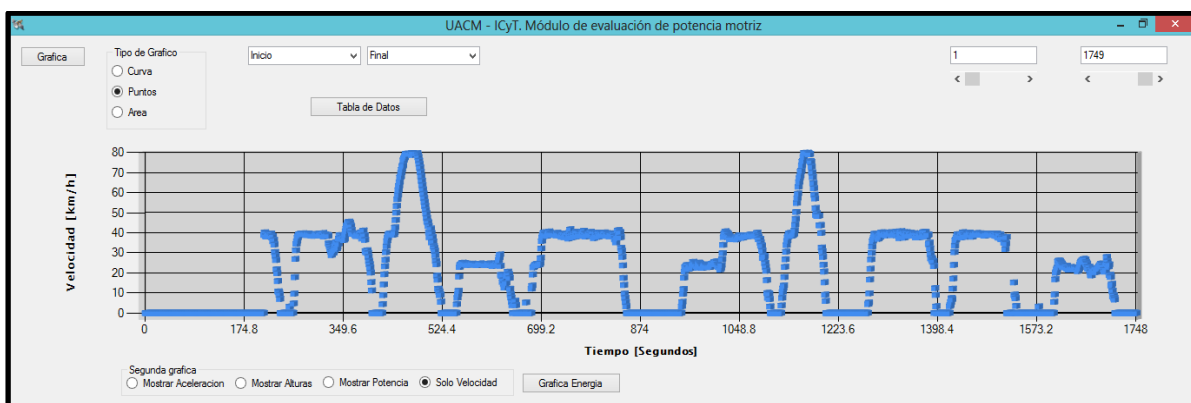 UACM - ICyT. Módulo de evaluación de potencia motriz
Grafica
Tipo de Grafico
Curva
Puntos
Area
Inicio
Final
Tabla de Datos
1
1749
Velocidad [km/h]
80
70
60
50
40
30
20
10
0
0 174.8 349.6 524.4 699.2 874 1048.8 1223.6 1398.4 1573.2 1748
Tiempo [Segundos]
Segunda grafica
Mostrar Aceleracion Mostrar Alturas Mostrar Potencia Solo Velocidad
Grafica Energia